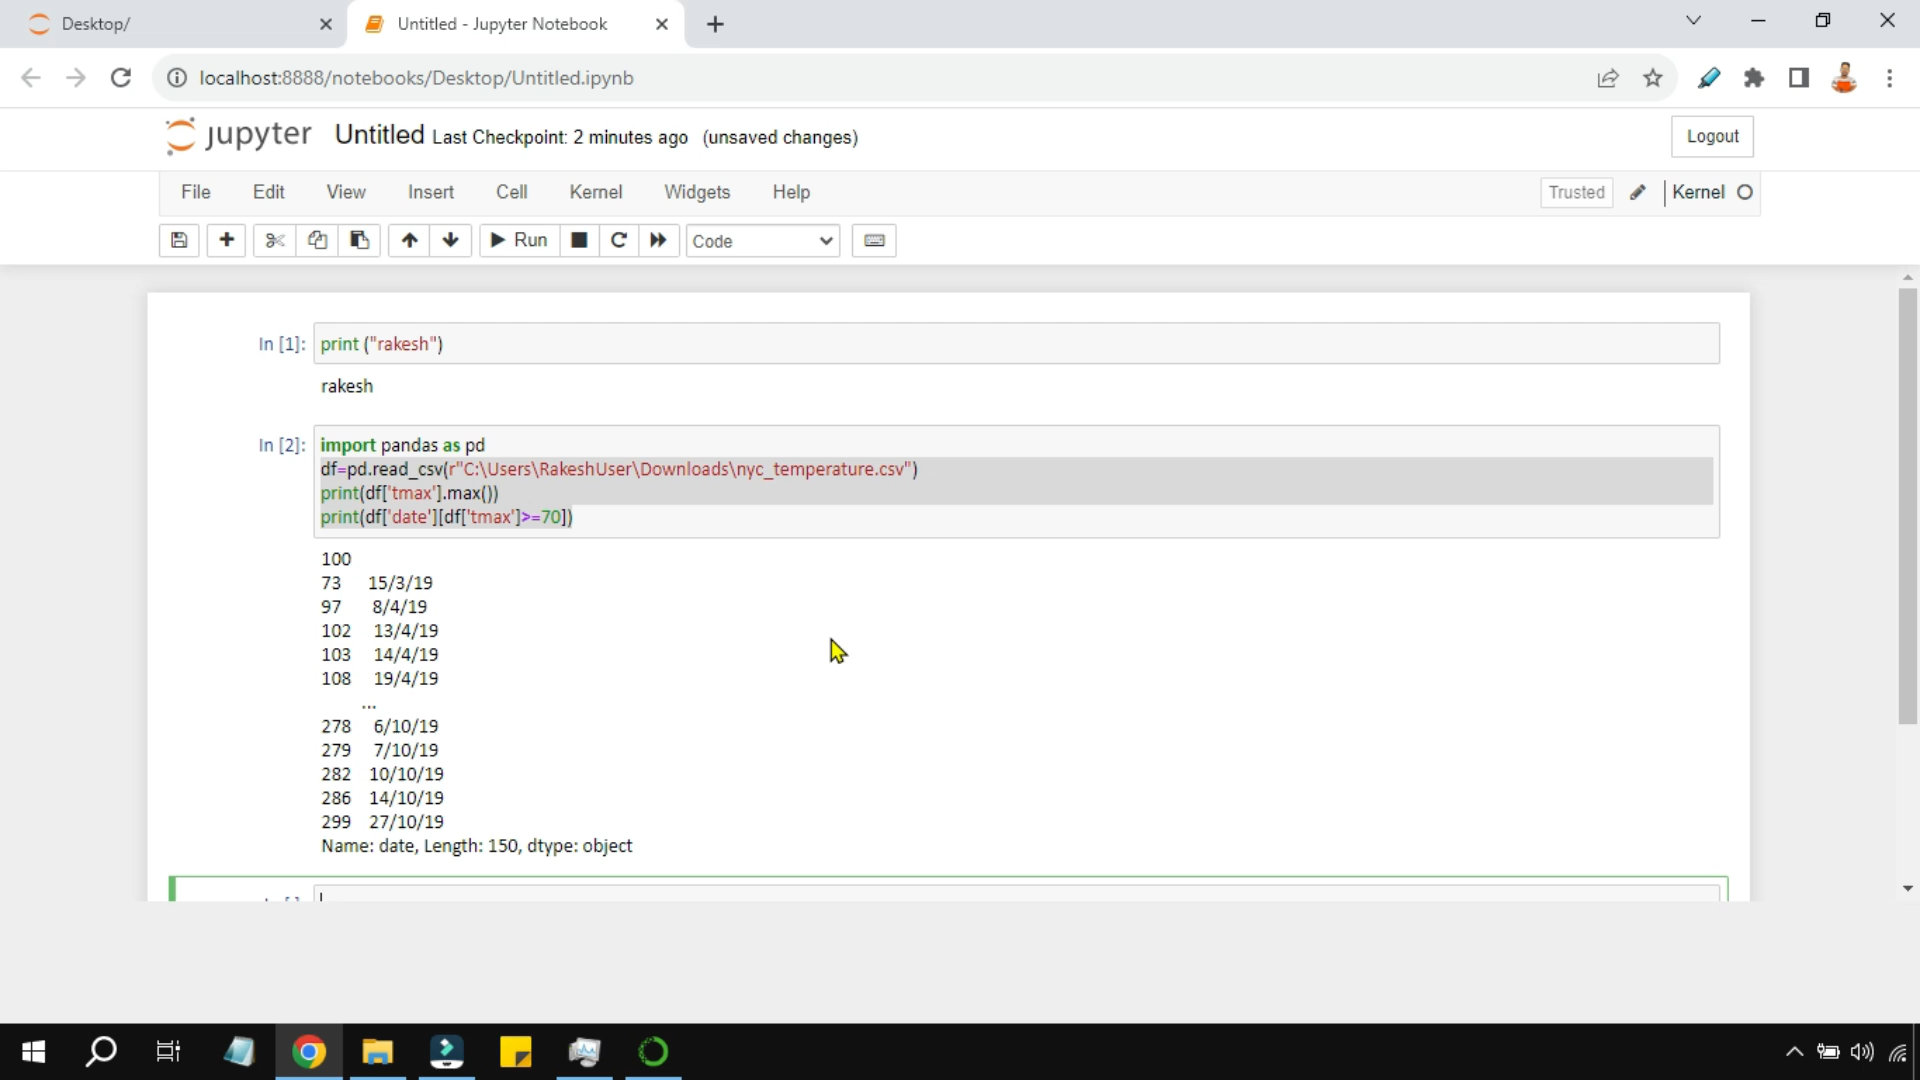 Desktop/
Untitled - Jupyter Notebook
localhost:8888/notebooks/Desktop/Untitled.ipynb
jupyter Untitled Last Checkpoint: 2 minutes ago (unsaved changes)
Logout
File Edit View Insert Cell Kernel Widgets Help
Trusted Kernel
Run Code
In [1]: print ("rakesh")
rakesh
In [2]: import pandas as pd
df=pd.read_csv(r"C:\Users\RakeshUser\Downloads\nyc_temperature.csv")
print(df['tmax'].max())
print(df['date'][df['tmax']>=70])
100
73 15/3/19
97 8/4/19
102 13/4/19
103 14/4/19
108 19/4/19
...
278 6/10/19
279 7/10/19
282 10/10/19
286 14/10/19
299 27/10/19
Name: date, Length: 150, dtype: object